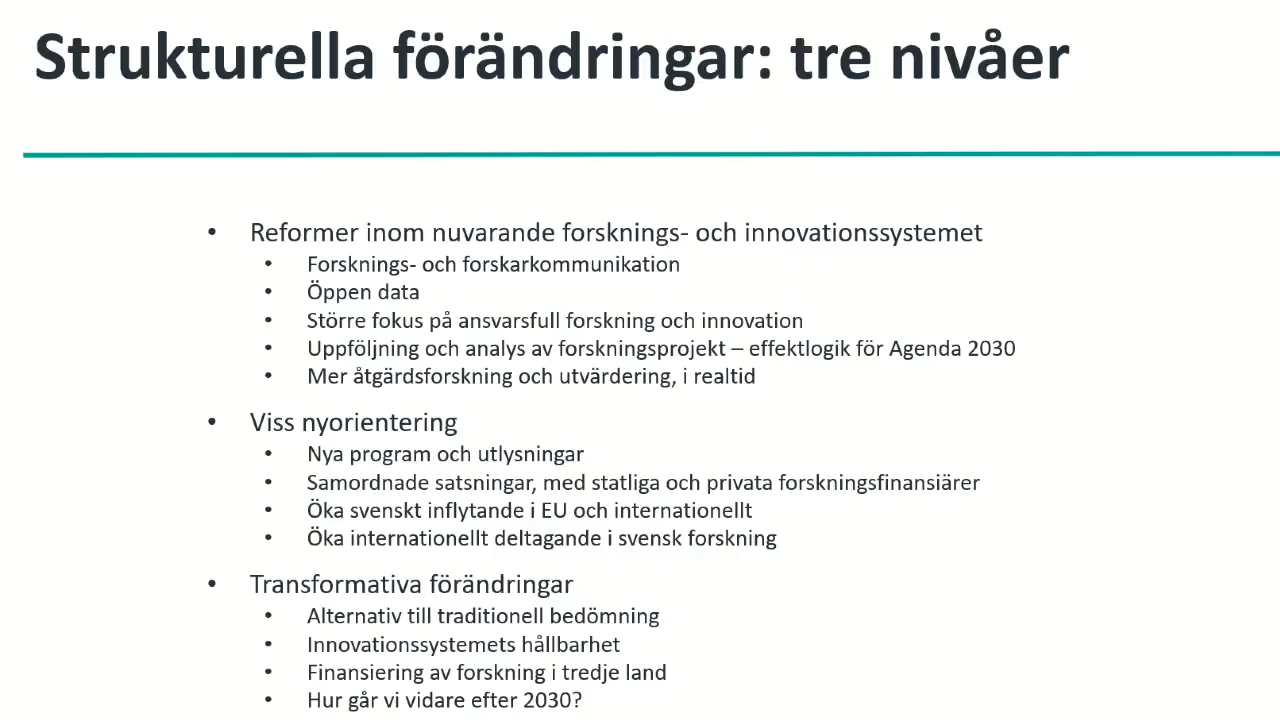 Strukturella förändringar: tre nivåer
• Reformer inom nuvarande forsknings- och innovationssystemet
• Forsknings- och forskarkommunikation
• Öppen data
• Större fokus på ansvarsfull forskning och innovation
• Uppföljning och analys av forskningsprojekt – effektlogik för Agenda 2030
• Mer åtgärdsforskning och utvärdering, i realtid
• Viss nyorientering
• Nya program och utlysningar
• Samordnade satsningar, med statliga och privata forskningsfinansiärer
• Öka svenskt inflytande i EU och internationellt
• Öka internationellt deltagande i svensk forskning
• Transformativa förändringar
• Alternativ till traditionell bedömning
• Innovationssystemets hållbarhet
• Finansiering av forskning i tredje land
• Hur går vi vidare efter 2030?